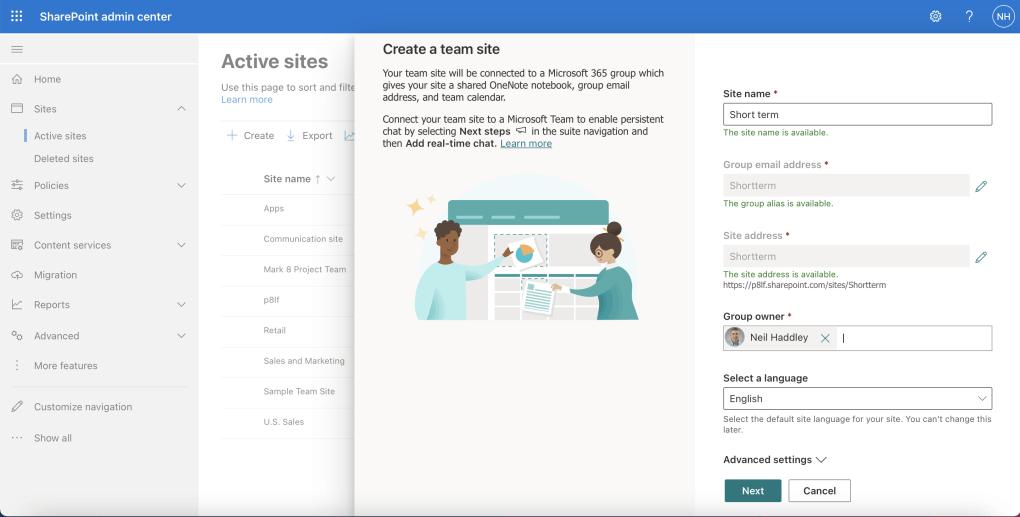 SharePoint admin center
?
NH
Home
Sites
Active sites
Deleted sites
Policies
Settings
Content services
Migration
Reports
Advanced
More features
Customize navigation
Show all
Active sites
Use this page to sort and filte
Learn more
Create
Export
Site name ↑
Apps
Communication site
Mark 8 Project Team
p8lf
Retail
Sales and Marketing
Sample Team Site
U.S. Sales
Create a team site
Your team site will be connected to a Microsoft 365 group which
gives your site a shared OneNote notebook, group email
address, and team calendar.
Connect your team site to a Microsoft Team to enable persistent
chat by selecting Next steps in the suite navigation and
then Add real-time chat. Learn more
Site name *
Short term
The site name is available.
Group email address *
Shortterm
The group alias is available.
Site address *
Shortterm
The site address is available.
https://p8lf.sharepoint.com/sites/Shortterm
Group owner *
Neil Haddley
Select a language
English
Select the default site language for your site. You can't change this
later.
Advanced settings
Next
Cancel